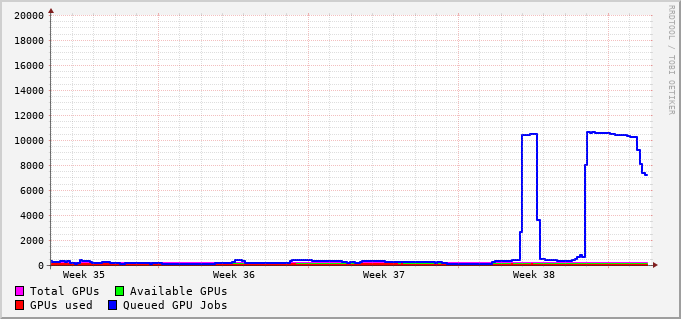 20000
18000
16000
14000
12000
10000
8000
6000
4000
2000
0
Week 35 Week 36 Week 37 Week 38
Total GPUs Available GPUs
GPUs used Queued GPU Jobs
RRDTOOL / TOBI OETIKER